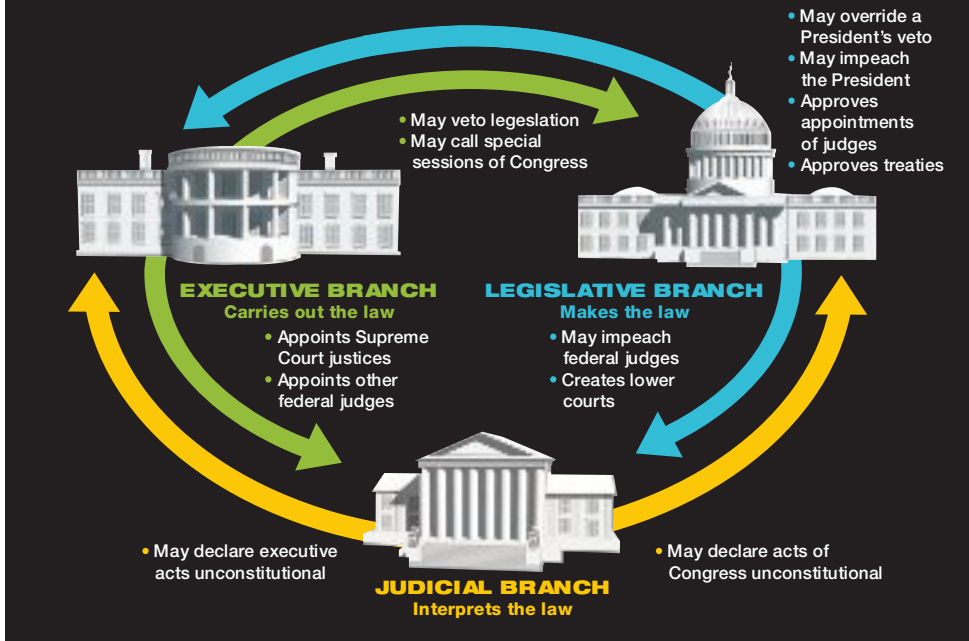 • May override a
President's veto
• May impeach
the President
• Approves
appointments
of judges
• Approves treaties
• May veto legeslation
• May call special
sessions of Congress
EXECUTIVE BRANCH
Carries out the law
• Appoints Supreme
Court justices
• Appoints other
federal judges
LEGISLATIVE BRANCH
Makes the law
• May impeach
federal judges
• Creates lower
courts
• May declare executive
acts unconstitutional
• May declare acts of
Congress unconstitutional
JUDICIAL BRANCH
Interprets the law